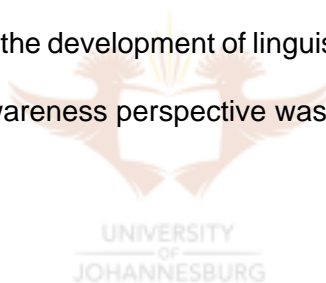 the development of linguis
wareness perspective was
UNIVERSITY
OF
JOHANNESBURG